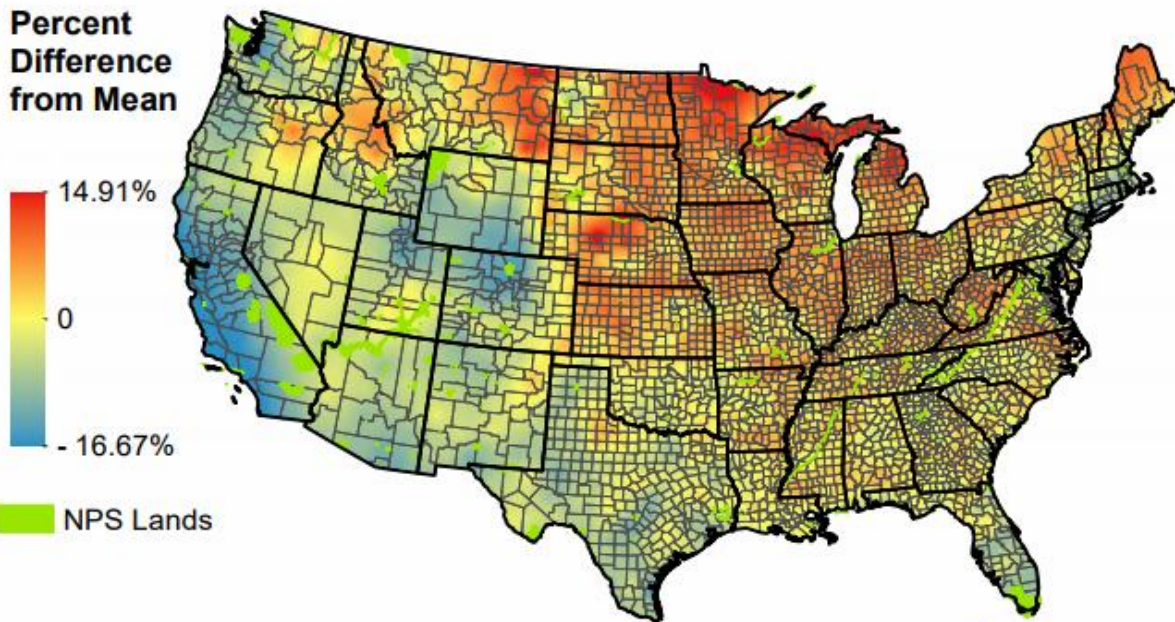 Percent
Difference
from Mean
14.91%
0
- 16.67%
NPS Lands